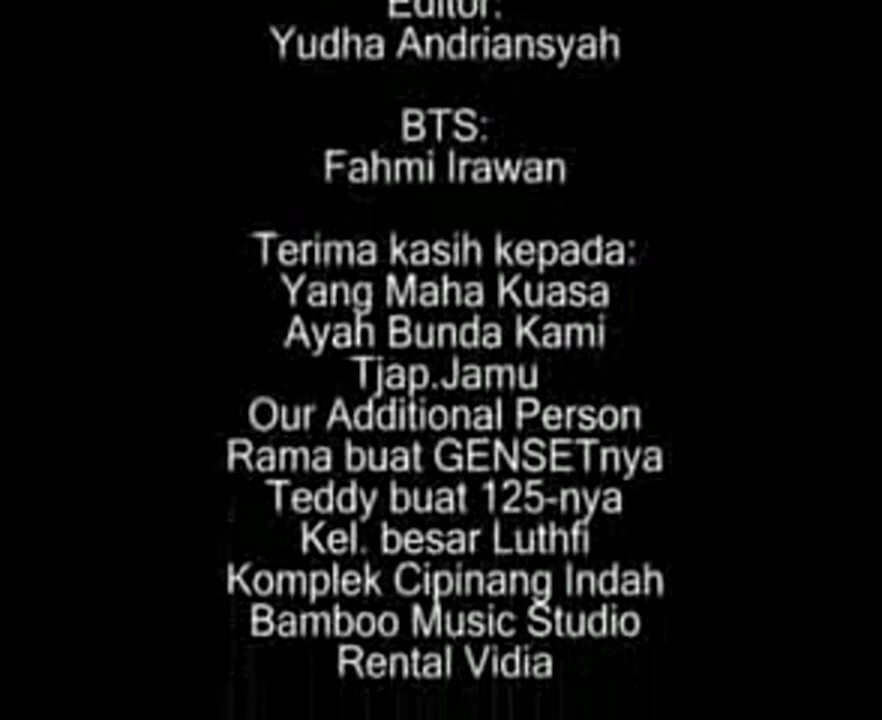 Editor:
Yudha Andriansyah
BTS:
Fahmi Irawan
Terima kasih kepada:
Yang Maha Kuasa
Ayah Bunda Kami
Tjap.Jamu
Our Additional Person
Rama buat GENSETnya
Teddy buat 125-nya
Kel. besar Luthfi
Komplek Cipinang Indah
Bamboo Music Studio
Rental Vidia